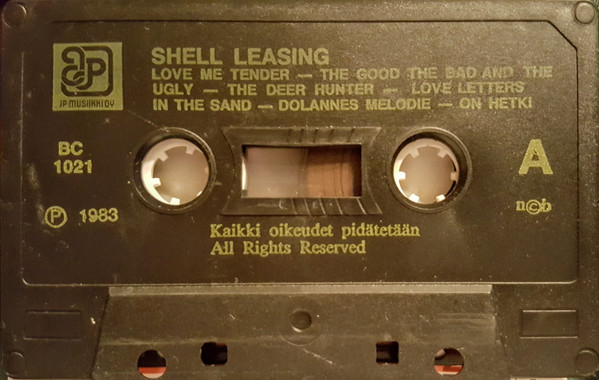 SHELL LEASING
LOVE ME TENDER — THE GOOD THE BAD AND THE
UGLY — THE DEER HUNTER — LOVE LETTERS
IN THE SAND — DOLANNES MELODIE — ON HETKI
JP MUSIIKKI OY
BC
1021
A
Ⓟ 1983
n©b
Kaikki oikeudet pidätetään
All Rights Reserved